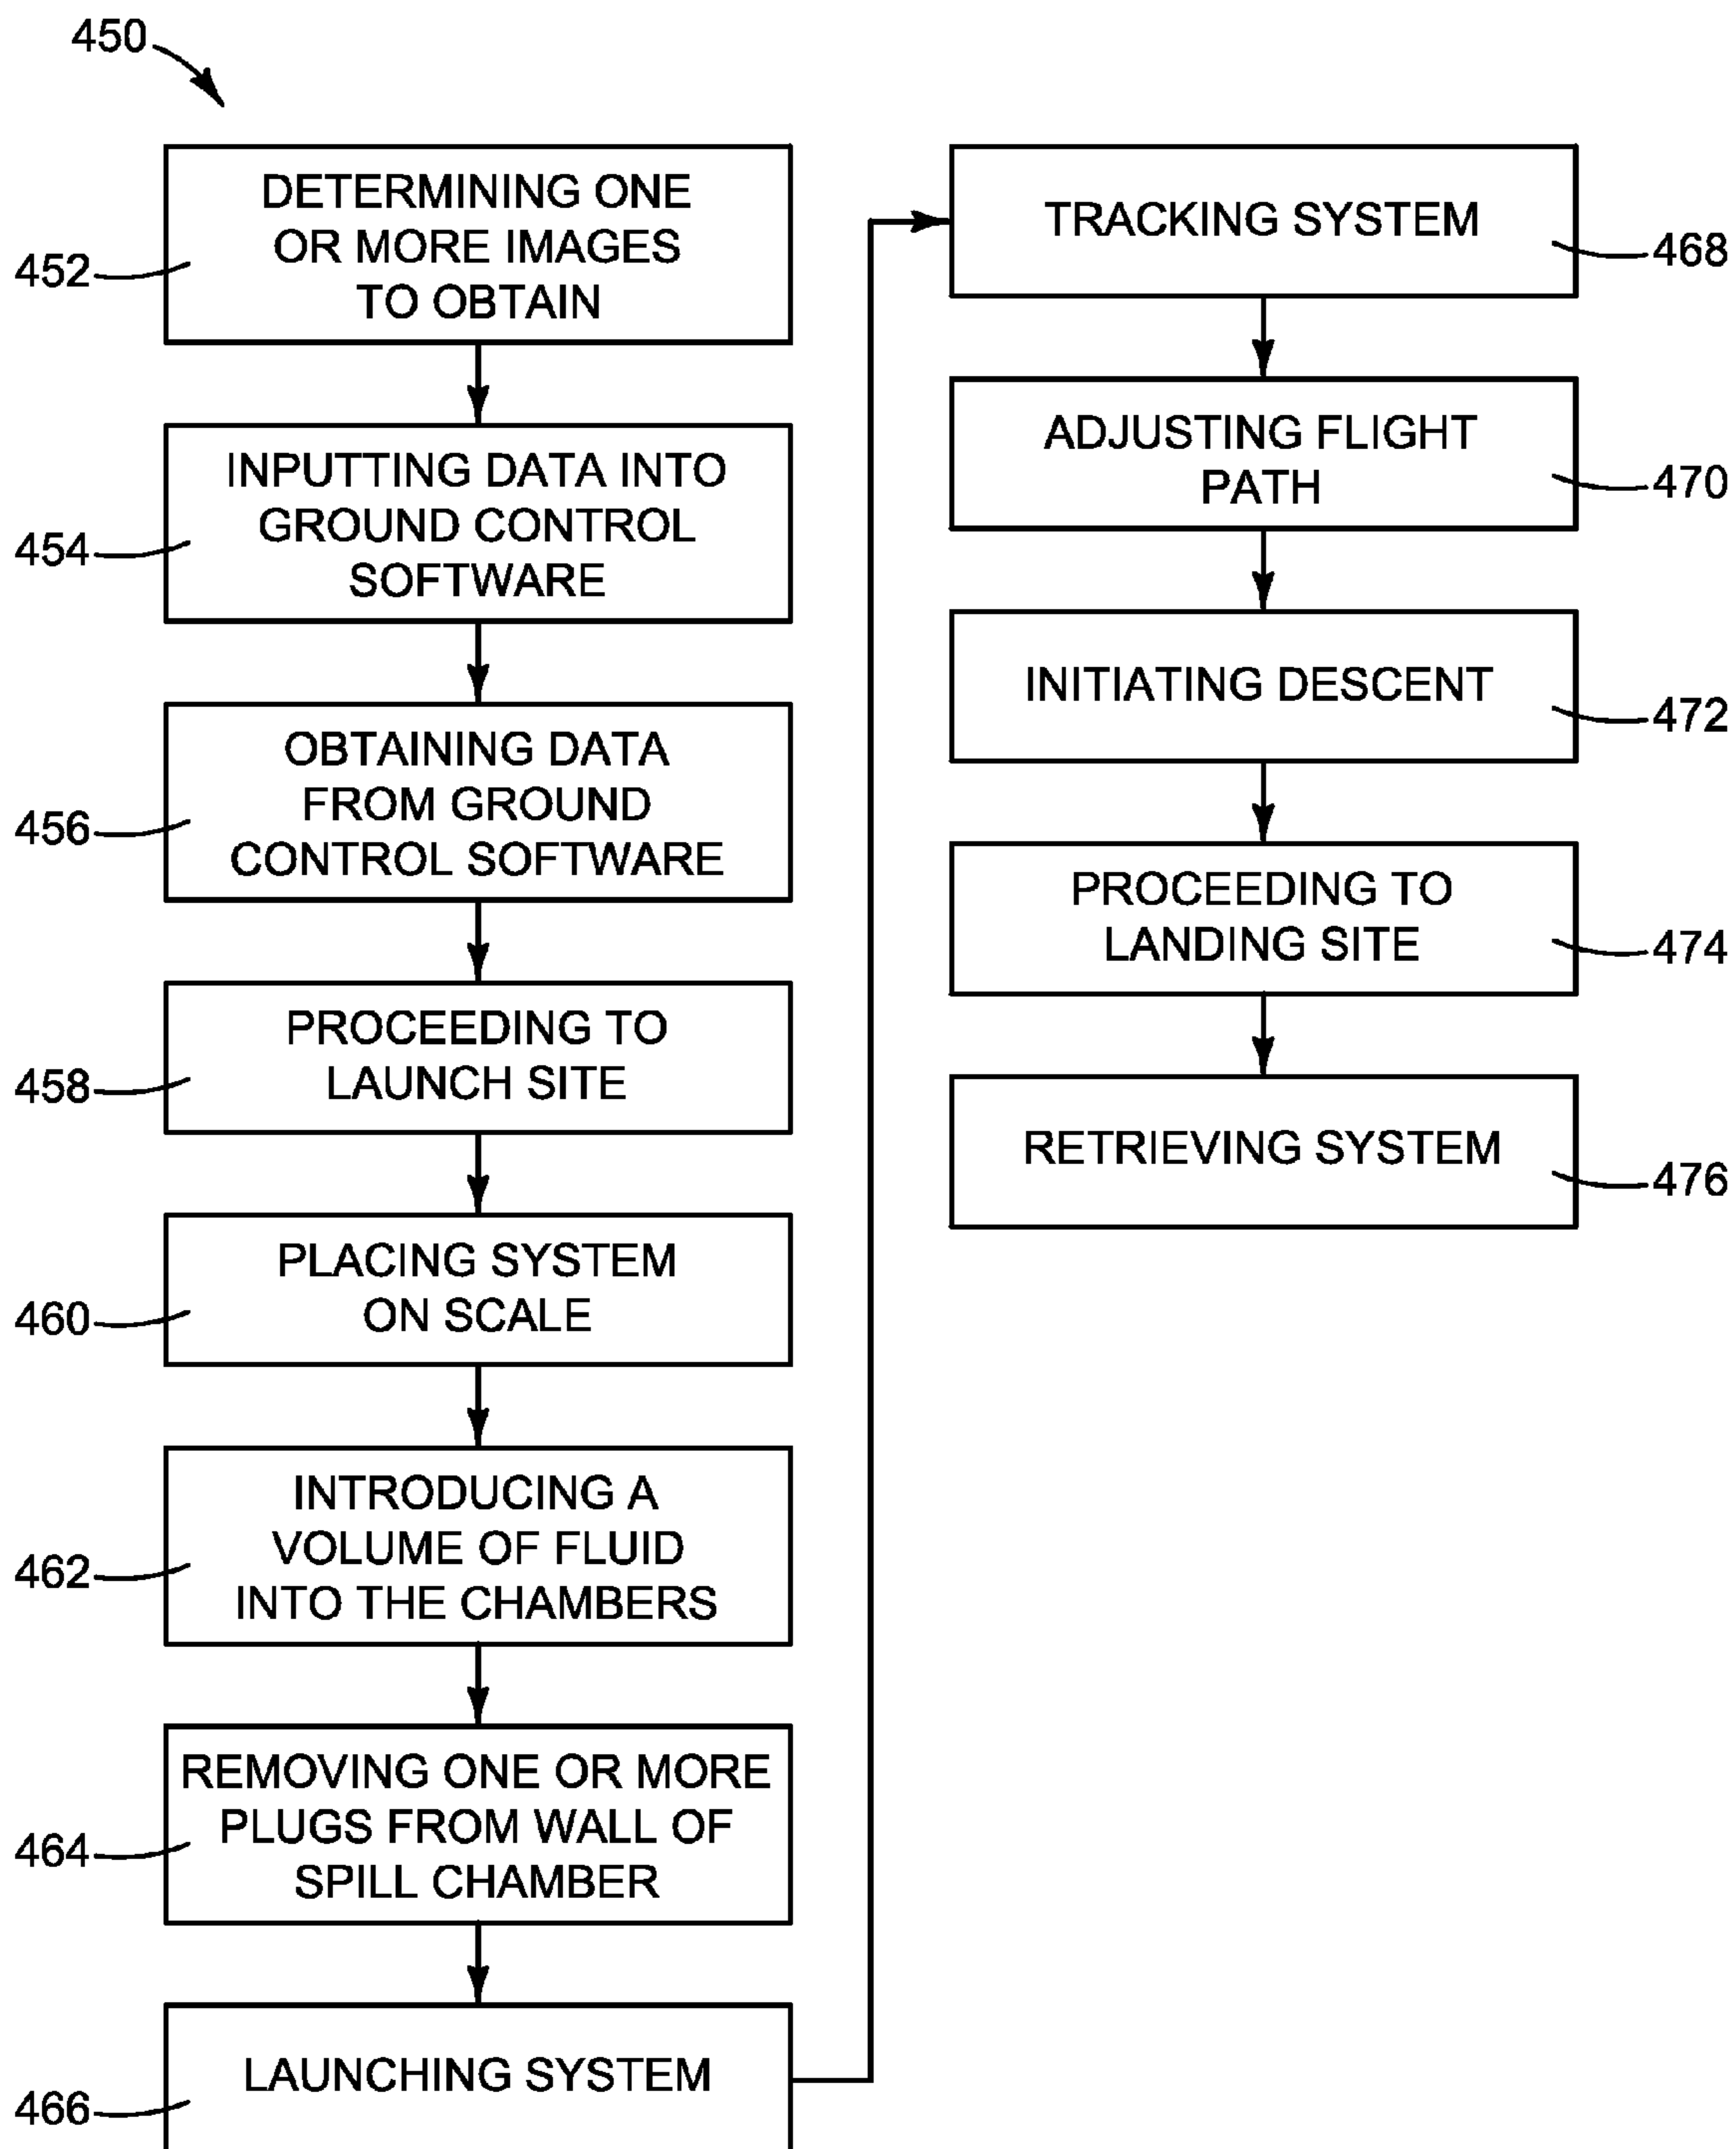 450
DETERMINING ONE
OR MORE IMAGES
TO OBTAIN
452
INPUTTING DATA INTO
GROUND CONTROL
SOFTWARE
454
OBTAINING DATA
FROM GROUND
CONTROL SOFTWARE
456
PROCEEDING TO
LAUNCH SITE
458
PLACING SYSTEM
ON SCALE
460
INTRODUCING A
VOLUME OF FLUID
INTO THE CHAMBERS
462
REMOVING ONE OR MORE
PLUGS FROM WALL OF
SPILL CHAMBER
464
LAUNCHING SYSTEM
466
TRACKING SYSTEM
468
ADJUSTING FLIGHT
PATH
470
INITIATING DESCENT
472
PROCEEDING TO
LANDING SITE
474
RETRIEVING SYSTEM
476